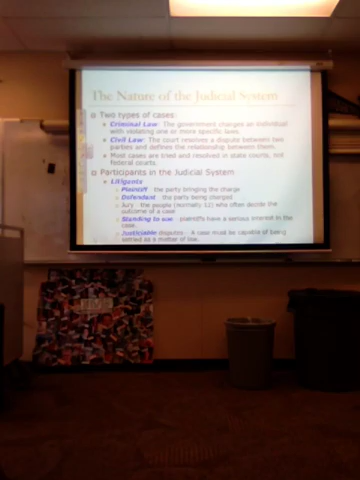 The Nature of the Judicial System
Two types of cases:
Criminal Law: The government charges an individual
with violating one or more specific laws.
Civil Law: The court resolves a dispute between two
parties and defines the relationship between them.
Most cases are tried and resolved in state courts, not
federal courts.
Participants in the Judicial System
Litigants
Plaintiff the party bringing the charge
Defendant the party being charged
Jury the people (normally 12) who often decide the
outcome of a case
Standing to sue plaintiffs have a serious interest in the
case.
Justiciable disputes A case must be capable of being
settled as a matter of law.